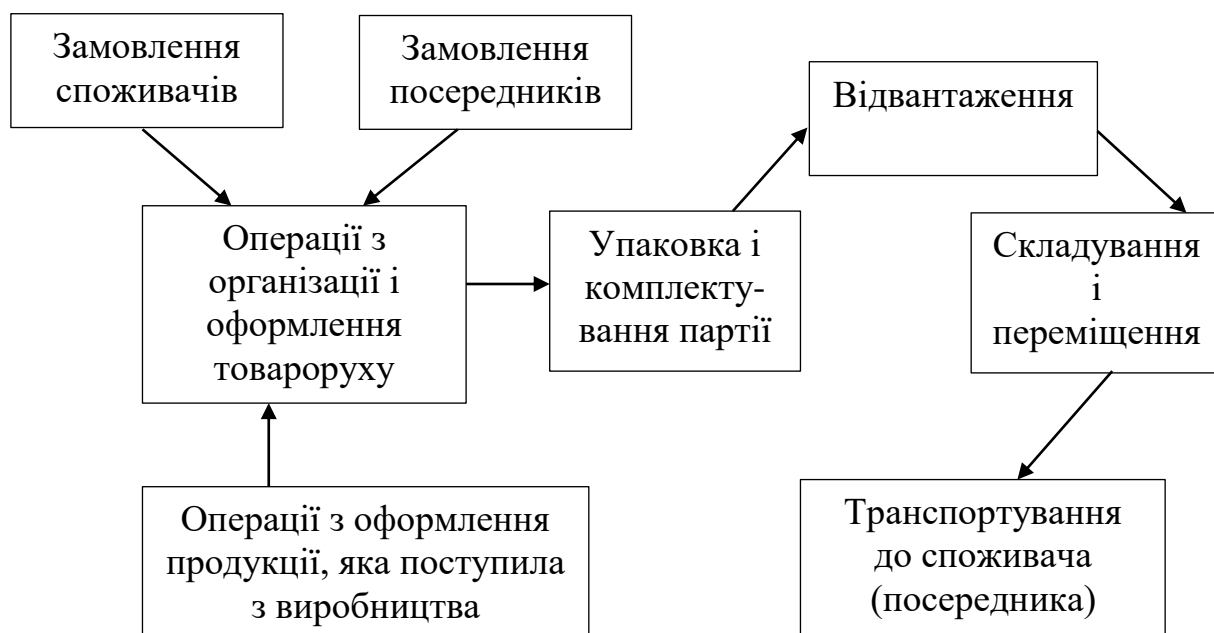 Замовлення
споживачів
Замовлення
посередників
Відвантаження
Операції з
організації і
оформлення
товароруху
Упаковка і
комплекту-
вання партії
Складування
і
переміщення
Операції з оформлення
продукції, яка поступила
з виробництва
Транспортування
до споживача
(посередника)